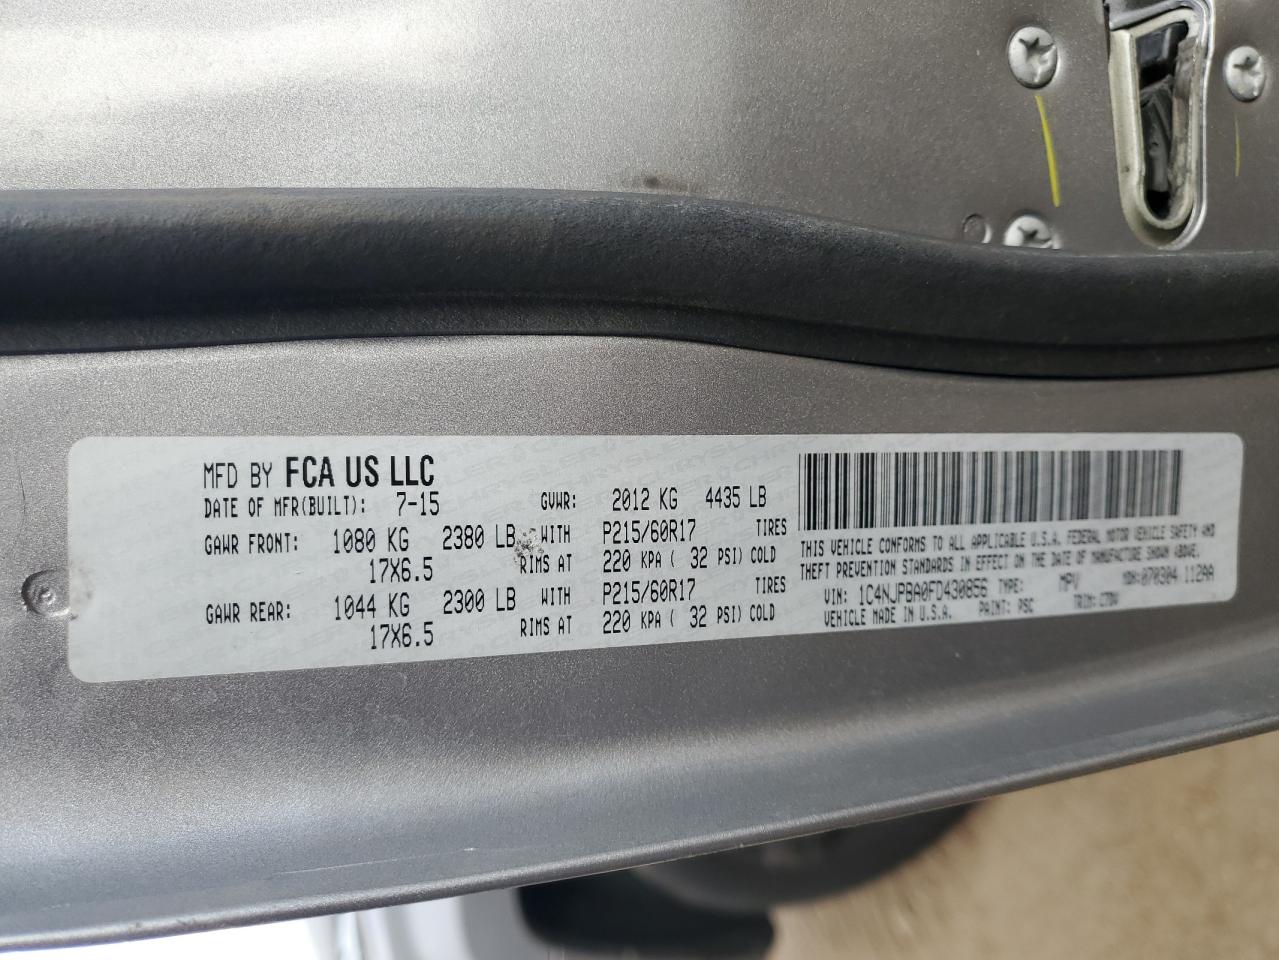 MFD BY FCA US LLC
DATE OF MFR(BUILT): 7-15 GVWR: 2012 KG 4435 LB
GAWR FRONT: 1080 KG 2380 LB WITH P215/60R17 TIRES
17X6.5 RIMS AT 220 KPA ( 32 PSI) COLD
GAWR REAR: 1044 KG 2300 LB WITH P215/60R17 TIRES
17X6.5 RIMS AT 220 KPA ( 32 PSI) COLD
THIS VEHICLE CONFORMS TO ALL APPLICABLE U.S.A. FEDERAL MOTOR VEHICLE SAFETY AND
THEFT PREVENTION STANDARDS IN EFFECT ON THE DATE OF MANUFACTURE SHOWN ABOVE.
VIN: 1C4NJPBA0FD430856 TYPE: MPV MDH:070304 112AA
VEHICLE MADE IN U.S.A. PAINT: PSC TRIM: